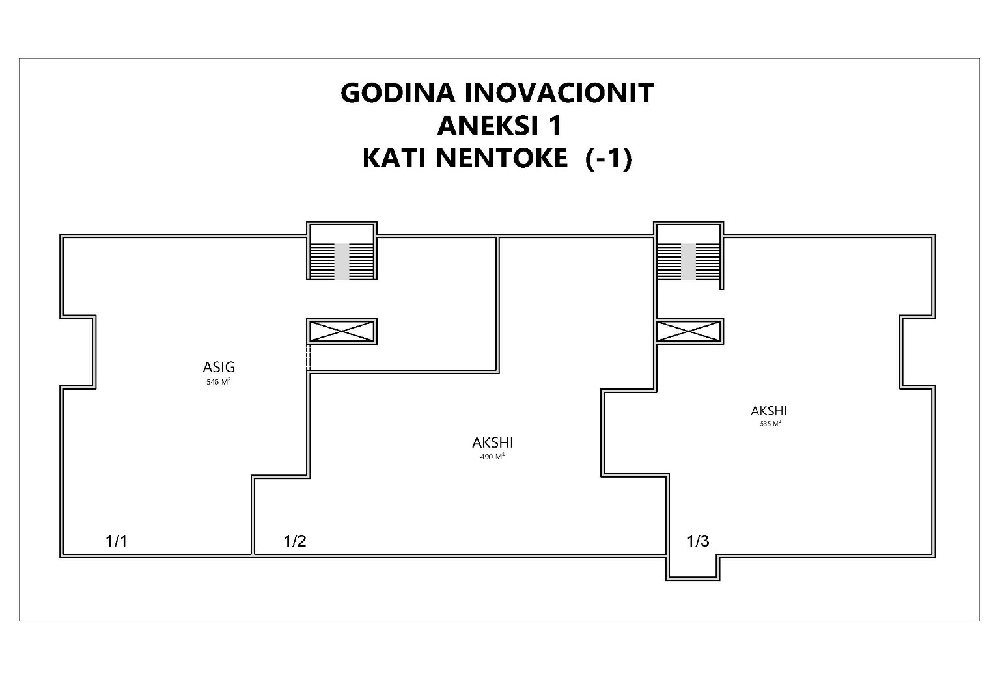 GODINA INOVACIONIT
ANEKSI 1
KATI NENTOKE (-1)
ASIG
546 M²
AKSHI
490 M²
AKSHI
535 M²
1/1
1/2
1/3